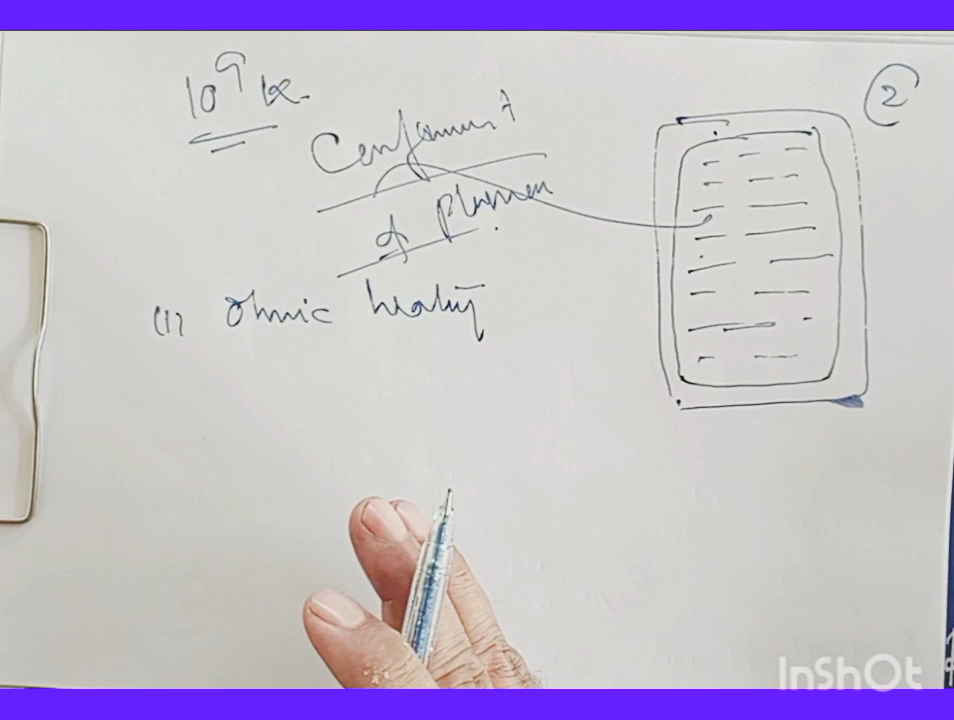 10⁹ K.
Confinement
of Plasma
②
(1) Ohmic heating
InShOt